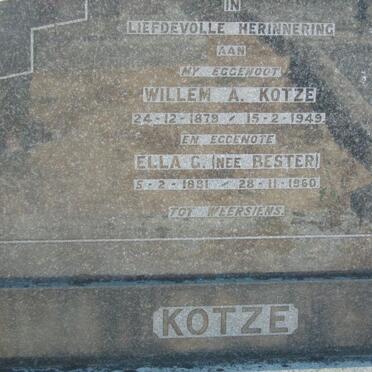 IN
LIEFDEVOLLE HERINNERING
AAN
MY EGGENOOT
WILLEM A. KOTZE
24-12-1879 / 15-2-1949.
EN EGGENOTE
ELLA G. (NEE BESTER)
5-2-1881 / 28-11-1960.
TOT WEERSIENS.
KOTZE